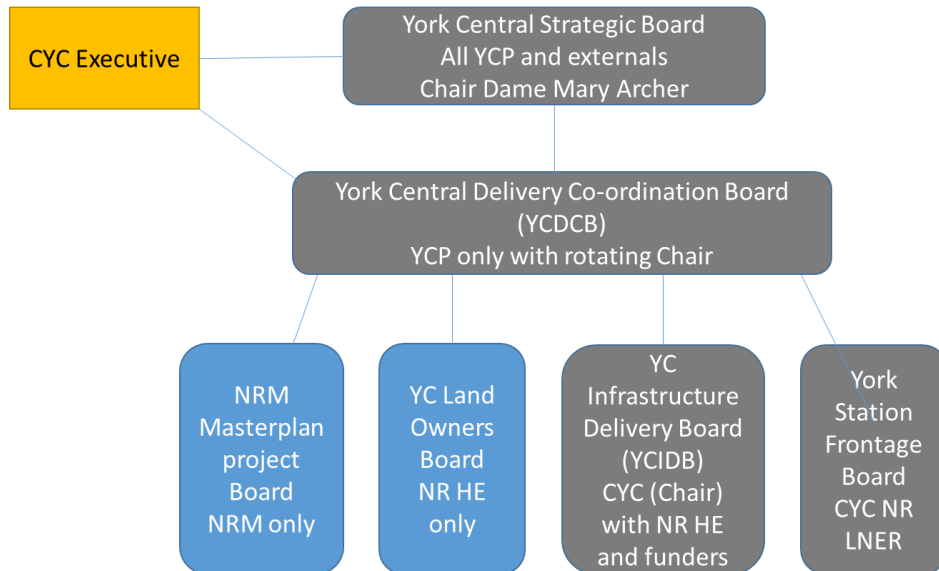 CYC Executive
York Central Strategic Board
All YCP and externals
Chair Dame Mary Archer
York Central Delivery Co-ordination Board
(YCDCB)
YCP only with rotating Chair
NRM
Masterplan
project
Board
NRM only
YC Land
Owners
Board
NR HE
only
YC
Infrastructure
Delivery Board
(YCIDB)
CYC (Chair)
with NR HE
and funders
York
Station
Frontage
Board
CYC NR
LNER